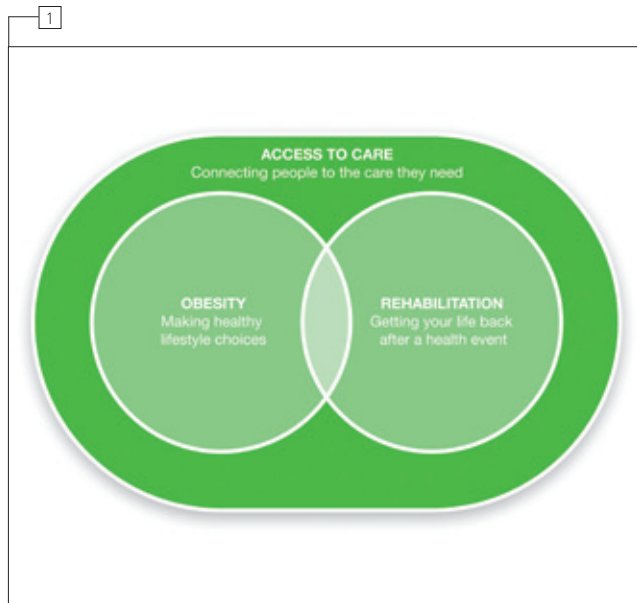 1
ACCESS TO CARE
Connecting people to the care they need
OBESITY
Making healthy
lifestyle choices
REHABILITATION
Getting your life back
after a health event